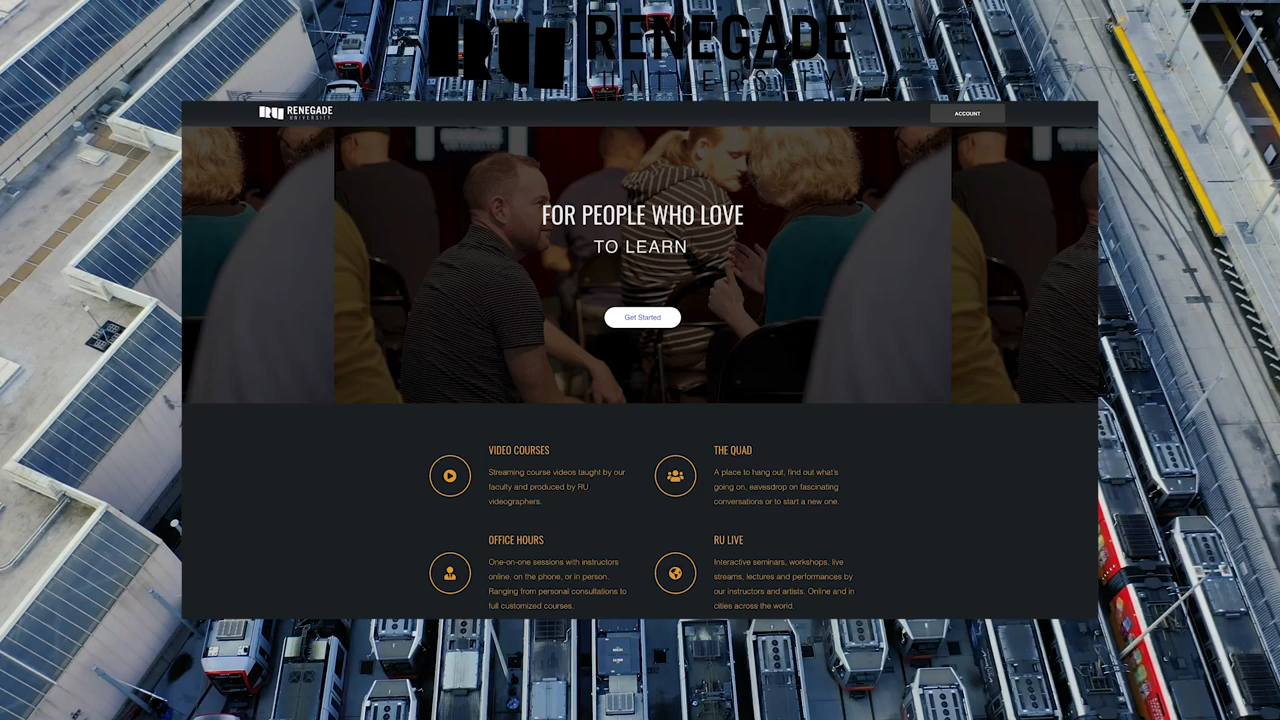 RU RENEGADE
UNIVERSITY
RU RENEGADE
UNIVERSITY
ACCOUNT
FOR PEOPLE WHO LOVE
TO LEARN
Get Started
VIDEO COURSES
Streaming course videos taught by our
faculty and produced by RU
videographers.
THE QUAD
A place to hang out, find out what's
going on, eavesdrop on fascinating
conversations or to start a new one.
OFFICE HOURS
One-on-one sessions with instructors
online, on the phone, or in person.
Ranging from personal consultations to
full customized courses.
RU LIVE
Interactive seminars, workshops, live
streams, lectures and performances by
our instructors and artists. Online and in
cities across the world.